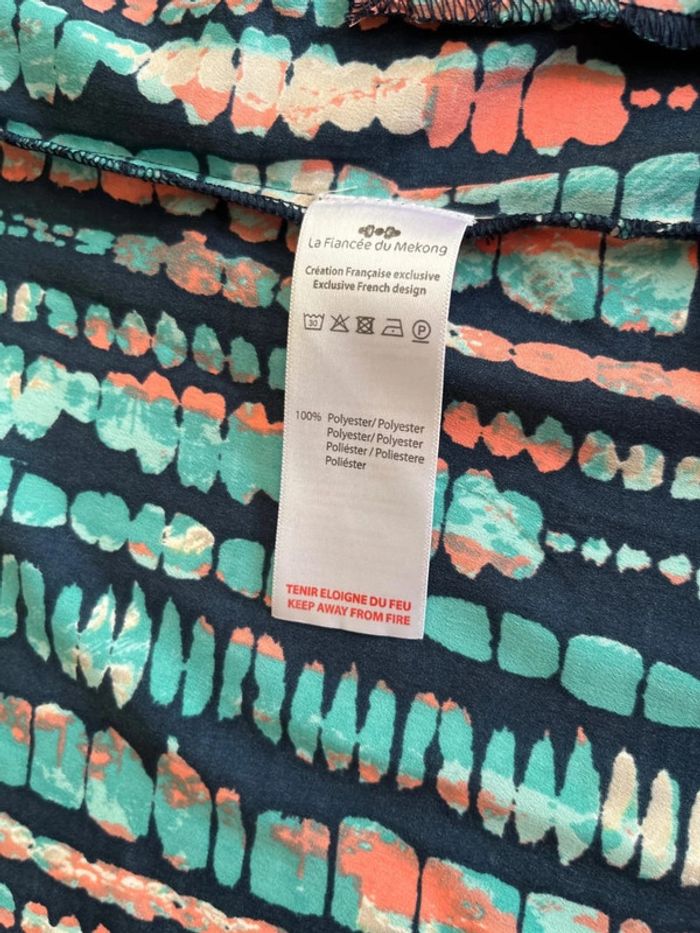 La Fiancée du Mekong
Création Française exclusive
Exclusive French design
30 P
100% Polyester/ Polyester
Polyester/ Polyester
Poliéster / Poliestere
Poliéster
TENIR ELOIGNE DU FEU
KEEP AWAY FROM FIRE